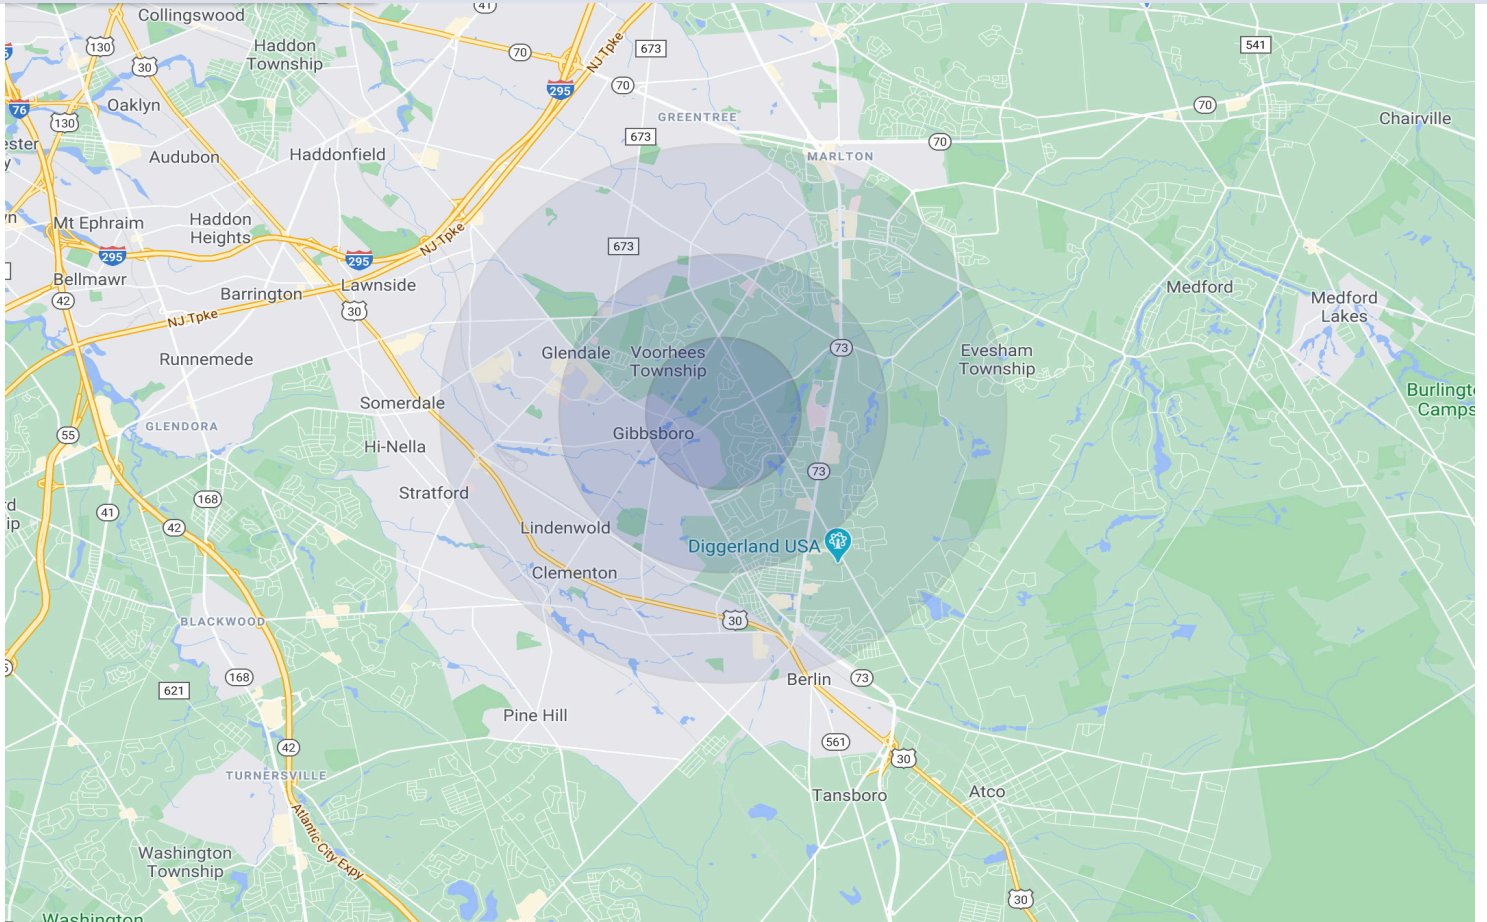 41
Collingswood
130
30
Haddon
Township
70
NJ Tpke
673
541
76
Oaklyn
130
295
70
70
Chairville
GREENTREE
673
70
Audubon
Haddonfield
MARLTON
Mt Ephraim
Haddon
Heights
NJ Tpke
673
295
295
Bellmawr
Lawnside
Barrington
42
30
NJ Tpke
Medford
Medford
Lakes
Runnemede
Glendale
Voorhees
Township
73
Evesham
Township
Somerdale
Burlingt
Camps
GLENDORA
55
Hi-Nella
Gibbsboro
73
Stratford
168
41
42
Lindenwold
Diggerland USA
Clementon
BLACKWOOD
30
168
621
Berlin
73
Pine Hill
42
561
30
TURNERSVILLE
Tansboro
Atco
Atlantic City Expy
Washington
Township
30
Washington